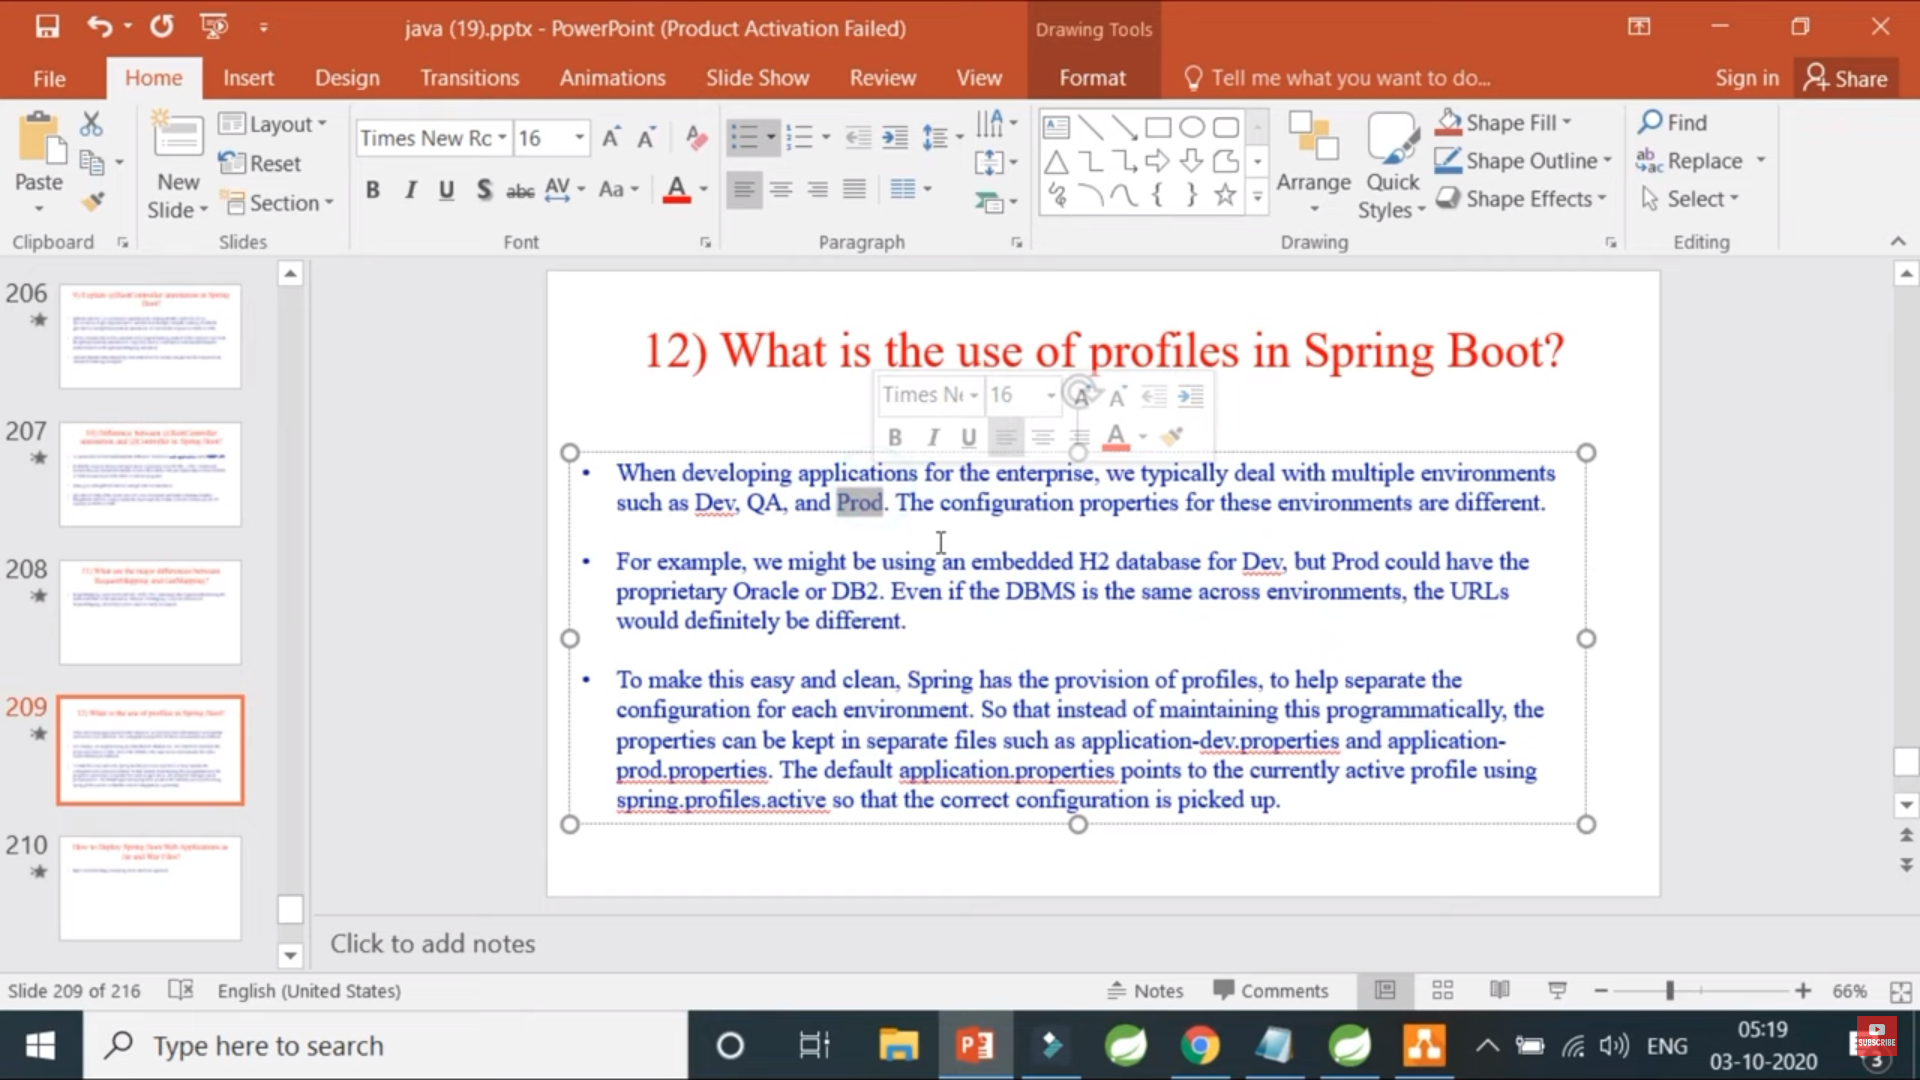 java (19).pptx - PowerPoint (Product Activation Failed)
Drawing Tools
File Home Insert Design Transitions Animations Slide Show Review View Format Tell me what you want to do... Sign in Share
Paste
New Slide
Layout
Reset
Section
Times New Rc 16
B I U S abc AV Aa A
Arrange
Quick Styles
Shape Fill
Shape Outline
Shape Effects
Find
Replace
Select
Clipboard Slides Font Paragraph Drawing Editing
206
207
208
209
210
12) What is the use of profiles in Spring Boot?
Times Ne 16
B I U A
• When developing applications for the enterprise, we typically deal with multiple environments
such as Dev, QA, and Prod. The configuration properties for these environments are different.
• For example, we might be using an embedded H2 database for Dev, but Prod could have the
proprietary Oracle or DB2. Even if the DBMS is the same across environments, the URLs
would definitely be different.
• To make this easy and clean, Spring has the provision of profiles, to help separate the
configuration for each environment. So that instead of maintaining this programmatically, the
properties can be kept in separate files such as application-dev.properties and application-
prod.properties. The default application.properties points to the currently active profile using
spring.profiles.active so that the correct configuration is picked up.
Click to add notes
Slide 209 of 216 English (United States) Notes Comments 66%
Type here to search
ENG
05:19
03-10-2020
SUBSCRIBE
3